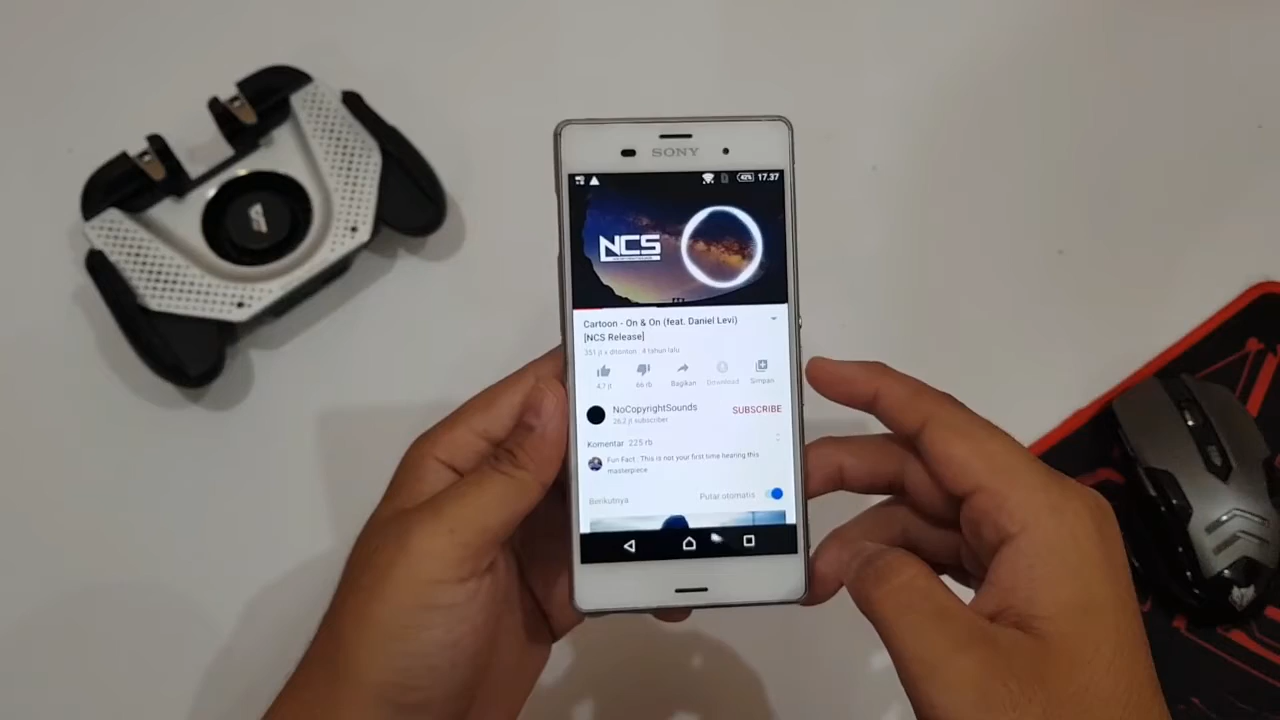 SONY
42% 17.37
NCS
Cartoon - On & On (feat. Daniel Levi)
[NCS Release]
351 jt x ditonton · 4 tahun lalu
4,7 jt 66 rb Bagikan Download Simpan
NoCopyrightSounds SUBSCRIBE
26,2 jt subscriber
Komentar 225 rb
Fun Fact : This is not your first time hearing this
masterpiece
Berikutnya Putar otomatis